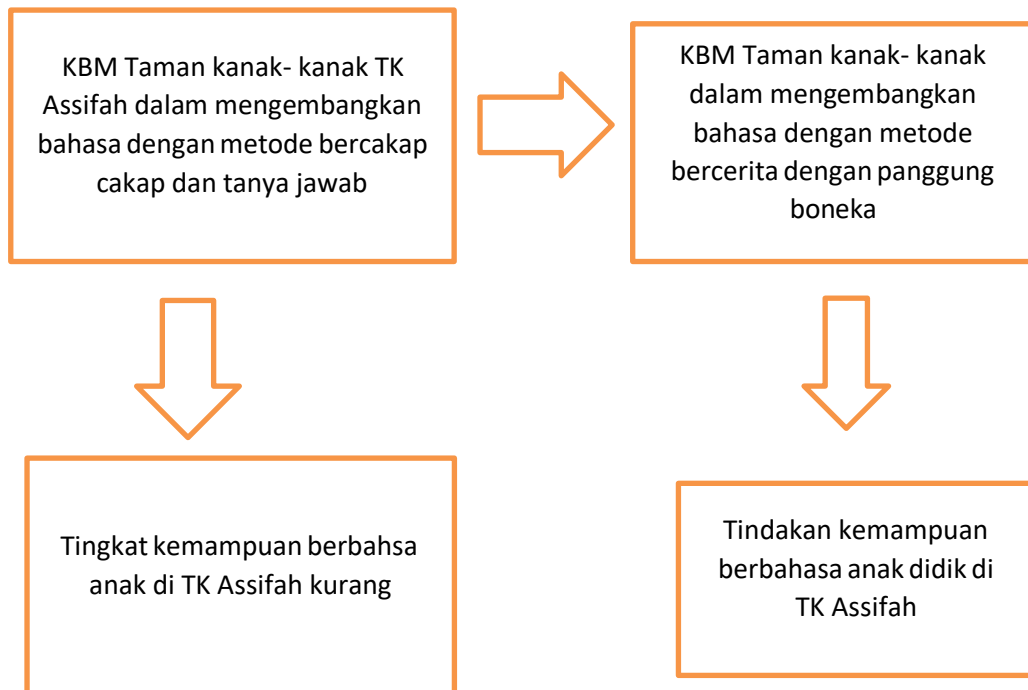 KBM Taman kanak- kanak TK
Assifah dalam mengembangkan
bahasa dengan metode bercakap
cakap dan tanya jawab
KBM Taman kanak- kanak
dalam mengembangkan
bahasa dengan metode
bercerita dengan panggung
boneka
Tingkat kemampuan berbahsa
anak di TK Assifah kurang
Tindakan kemampuan
berbahasa anak didik di
TK Assifah